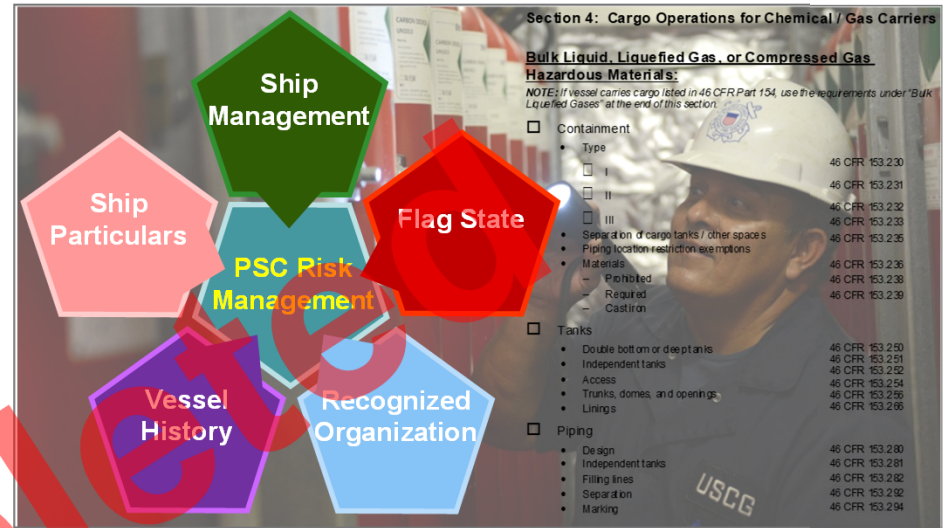 Section 4: Cargo Operations for Chemical / Gas Carriers
Bulk Liquid, Liquefied Gas, or Compressed Gas
Hazardous Materials:
NOTE: If vessel carries cargo listed in 46 CFR Part 154, use the requirements under "Bulk
Liquefied Gases" at the end of this section.
Containment
Type
46 CFR 153.230
I
46 CFR 153.231
II
46 CFR 153.232
III
46 CFR 153.233
Separation of cargo tanks / other spaces
46 CFR 153.235
Piping location restriction exemptions
Materials
46 CFR 153.236
– Prohibited
46 CFR 153.238
– Required
46 CFR 153.239
– Cast iron
Tanks
Double bottom or deep tanks
46 CFR 153.250
46 CFR 153.251
Independent tanks
46 CFR 153.252
Access
46 CFR 153.254
Trunks, domes, and openings
46 CFR 153.256
Linings
46 CFR 153.266
Piping
Design
46 CFR 153.280
Independent tanks
46 CFR 153.281
Filling lines
46 CFR 153.282
Separation
46 CFR 153.292
Marking
46 CFR 153.294
Ship
Management
Ship
Particulars
Flag State
PSC Risk
Management
Vessel
History
Recognized
Organization
USCG
leted